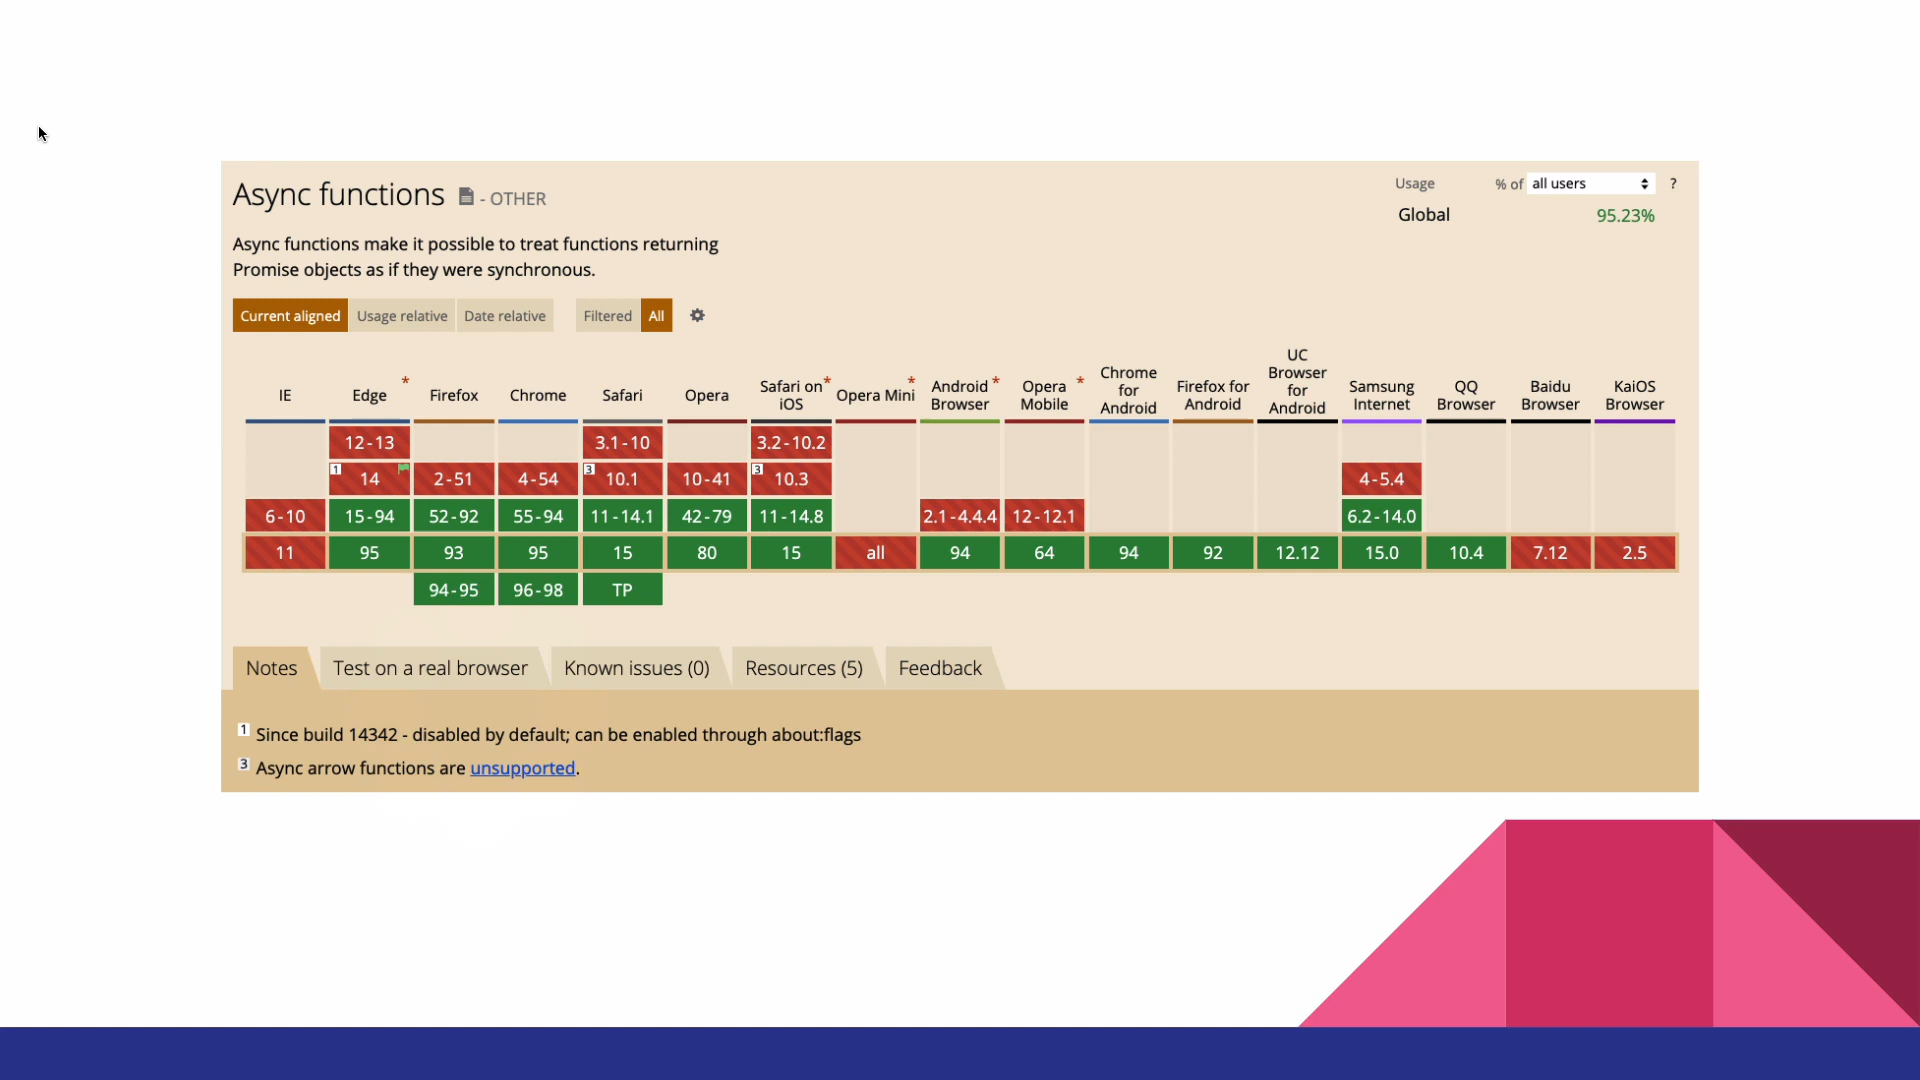 Async functions - OTHER
Usage % of all users ?
Global 95.23%
Async functions make it possible to treat functions returning
Promise objects as if they were synchronous.
Current aligned Usage relative Date relative Filtered All
IE Edge * Firefox Chrome Safari Opera Safari on iOS * Opera Mini * Android Browser * Opera Mobile * Chrome for Android Firefox for Android UC Browser for Android Samsung Internet QQ Browser Baidu Browser KaiOS Browser
12-13 3.1-10 3.2-10.2
1 14 2-51 4-54 3 10.1 10-41 3 10.3 4-5.4
6-10 15-94 52-92 55-94 11-14.1 42-79 11-14.8 2.1-4.4.4 12-12.1 6.2-14.0
11 95 93 95 15 80 15 all 94 64 94 92 12.12 15.0 10.4 7.12 2.5
94-95 96-98 TP
Notes Test on a real browser Known issues (0) Resources (5) Feedback
1 Since build 14342 - disabled by default; can be enabled through about:flags
3 Async arrow functions are unsupported.